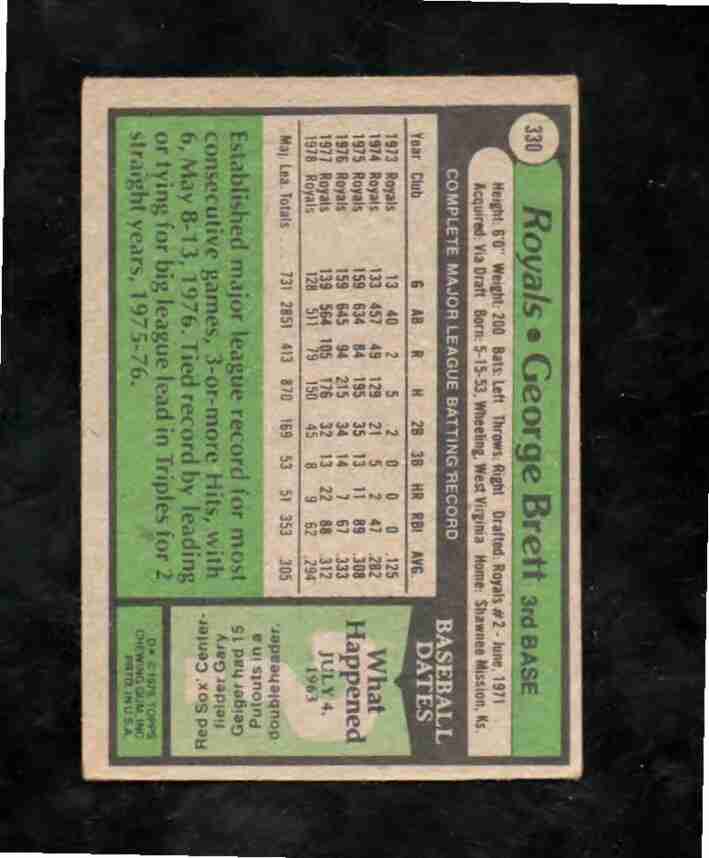 330
Royals • George Brett 3rd BASE
Height: 6'0" Weight: 200 Bats: Left Throws: Right Drafted: Royals #2 - June, 1971
Acquired: Via Draft Born: 5-15-53, Wheeling, West Virginia Home: Shawnee Mission, Ks.
COMPLETE MAJOR LEAGUE BATTING RECORD
Year Club G AB R H 2B 3B HR RBI AVG.
1973 Royals 13 40 2 5 2 0 0 0 .125
1974 Royals 133 457 49 129 21 5 2 47 .282
1975 Royals 159 634 84 195 35 13 11 89 .308
1976 Royals 159 645 94 215 34 14 7 67 .333
1977 Royals 139 564 105 176 32 13 22 88 .312
1978 Royals 128 511 79 150 45 8 9 62 .294
Maj. Lea. Totals 731 2851 413 870 169 53 51 353 .305
Established major league record for most
consecutive games, 3-or-more Hits, with
6, May 8-13, 1976. Tied record by leading
or tying for big league lead in Triples for 2
straight years, 1975-76.
BASEBALL
DATES
What
Happened
JULY 4,
1963
Red Sox' Center-
fielder Gary
Geiger had 15
Putouts in a
doubleheader.
D* © 1979 TOPPS
CHEWING GUM, INC.
PRTD. IN U.S.A.